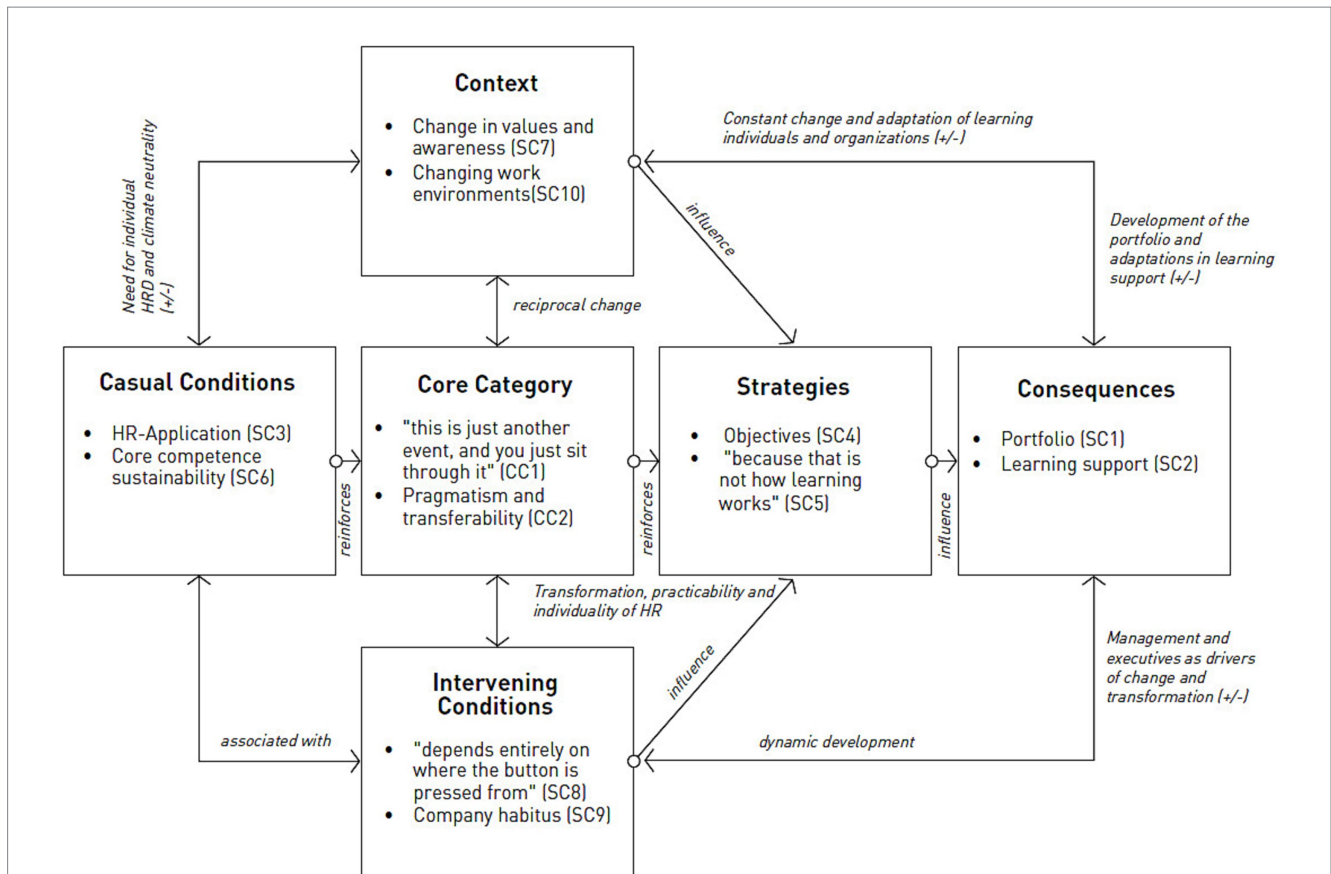 Context
• Change in values and
awareness (SC7)
• Changing work
environments(SC10)
Constant change and adaptation of learning
individuals and organizations (+/-)
Need for individual
HRD and climate neutrality
(+/-)
influence
Development of the
portfolio and
adaptations in learning
support (+/-)
reciprocal change
Casual Conditions
• HR-Application (SC3)
• Core competence
sustainability (SC6)
reinforces
Core Category
• "this is just another
event, and you just sit
through it" (CC1)
• Pragmatism and
transferability (CC2)
reinforces
Strategies
• Objectives (SC4)
• "because that is
not how learning
works" (SC5)
influence
Consequences
• Portfolio (SC1)
• Learning support (SC2)
Transformation, practicability and
individuality of HR
influence
Management and
executives as drivers
of change and
transformation (+/-)
Intervening
Conditions
• "depends entirely on
where the button is
pressed from" (SC8)
• Company habitus (SC9)
associated with
dynamic development